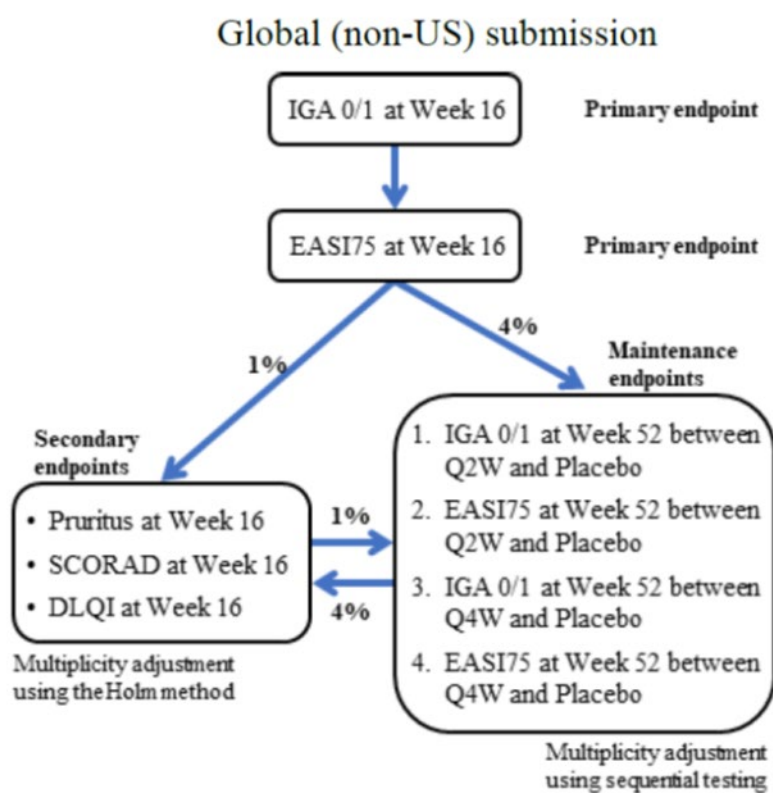 Global (non-US) submission
IGA 0/1 at Week 16
Primary endpoint
EASI75 at Week 16
Primary endpoint
1%
4%
Maintenance
endpoints
Secondary
endpoints
• Pruritus at Week 16
• SCORAD at Week 16
• DLQI at Week 16
Multiplicity adjustment
using the Holm method
1%
4%
1. IGA 0/1 at Week 52 between
Q2W and Placebo
2. EASI75 at Week 52 between
Q2W and Placebo
3. IGA 0/1 at Week 52 between
Q4W and Placebo
4. EASI75 at Week 52 between
Q4W and Placebo
Multiplicity adjustment
using sequential testing